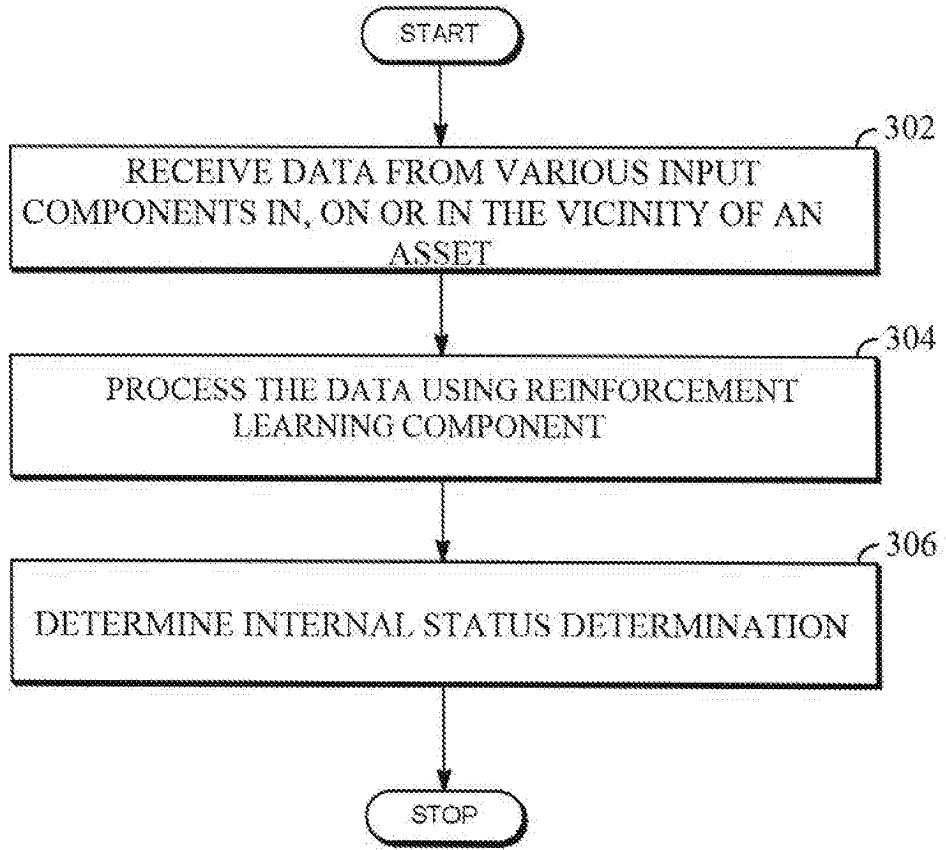 START
302
RECEIVE DATA FROM VARIOUS INPUT
COMPONENTS IN, ON OR IN THE VICINITY OF AN
ASSET
304
PROCESS THE DATA USING REINFORCEMENT
LEARNING COMPONENT
306
DETERMINE INTERNAL STATUS DETERMINATION
STOP